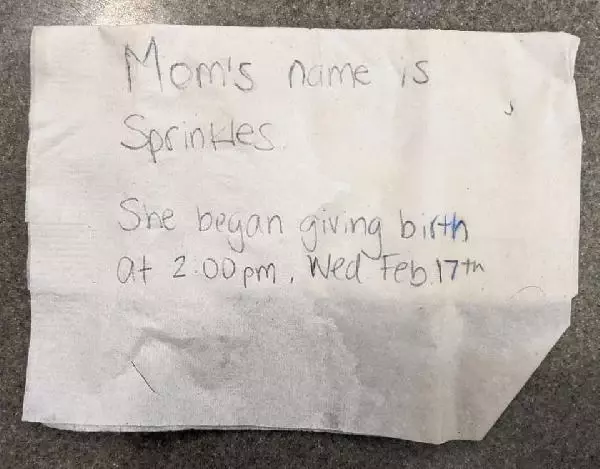 Mom's name is
Sprinkles
She began giving birth
at 2:00pm, Wed Feb.17th